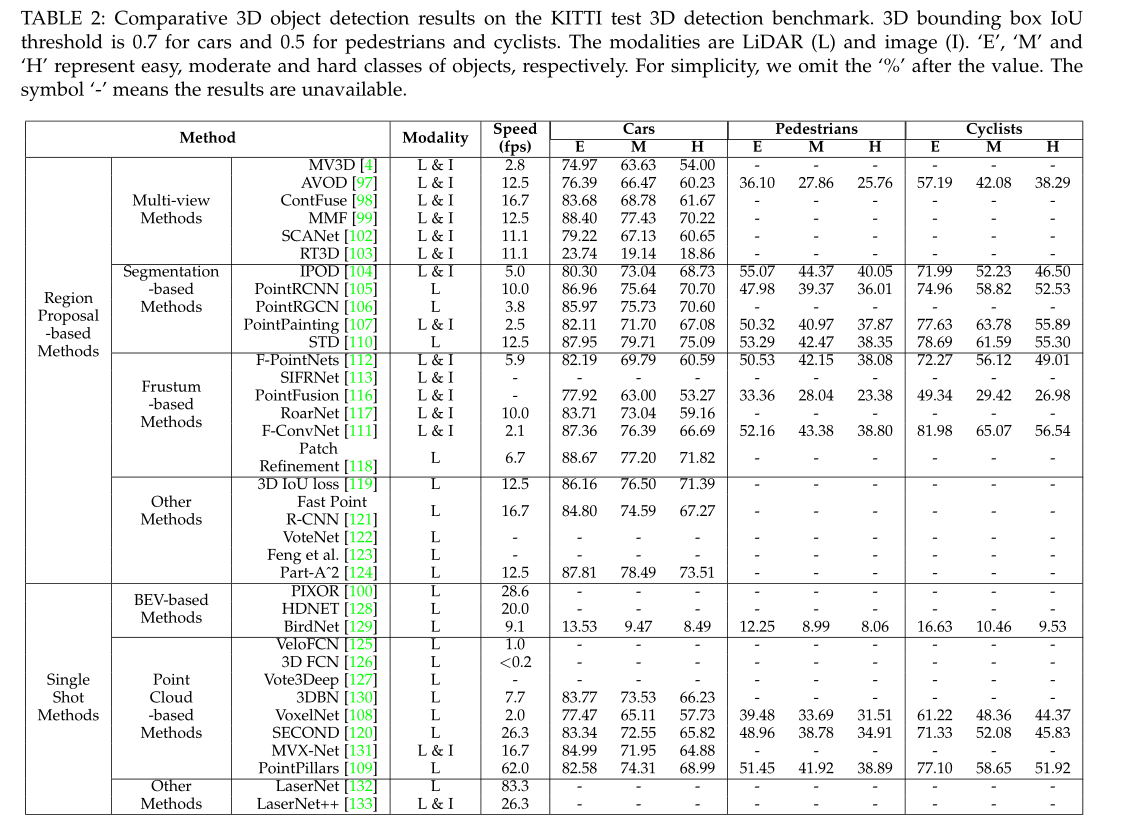 TABLE 2: Comparative 3D object detection results on the KITTI test 3D detection benchmark. 3D bounding box IoU
threshold is 0.7 for cars and 0.5 for pedestrians and cyclists. The modalities are LiDAR (L) and image (I). ‘E’, ‘M’ and
‘H’ represent easy, moderate and hard classes of objects, respectively. For simplicity, we omit the ‘%’ after the value. The
symbol ‘-’ means the results are unavailable.
Method Modality Speed (fps) Cars Pedestrians Cyclists
E M H E M H E M H
Region Proposal -based Methods
Multi-view Methods
MV3D [4] L & I 2.8 74.97 63.63 54.00 - - - - - -
AVOD [97] L & I 12.5 76.39 66.47 60.23 36.10 27.86 25.76 57.19 42.08 38.29
ContFuse [98] L & I 16.7 83.68 68.78 61.67 - - - - - -
MMF [99] L & I 12.5 88.40 77.43 70.22 - - - - - -
SCANet [102] L & I 11.1 79.22 67.13 60.65 - - - - - -
RT3D [103] L & I 11.1 23.74 19.14 18.86 - - - - - -
Segmentation -based Methods
IPOD [104] L & I 5.0 80.30 73.04 68.73 55.07 44.37 40.05 71.99 52.23 46.50
PointRCNN [105] L 10.0 86.96 75.64 70.70 47.98 39.37 36.01 74.96 58.82 52.53
PointRGCN [106] L 3.8 85.97 75.73 70.60 - - - - - -
PointPainting [107] L & I 2.5 82.11 71.70 67.08 50.32 40.97 37.87 77.63 63.78 55.89
STD [110] L 12.5 87.95 79.71 75.09 53.29 42.47 38.35 78.69 61.59 55.30
Frustum -based Methods
F-PointNets [112] L & I 5.9 82.19 69.79 60.59 50.53 42.15 38.08 72.27 56.12 49.01
SIFRNet [113] L & I - - - - - - - - - -
PointFusion [116] L & I - 77.92 63.00 53.27 33.36 28.04 23.38 49.34 29.42 26.98
RoarNet [117] L & I 10.0 83.71 73.04 59.16 - - - - - -
F-ConvNet [111] L & I 2.1 87.36 76.39 66.69 52.16 43.38 38.80 81.98 65.07 56.54
Patch Refinement [118] L 6.7 88.67 77.20 71.82 - - - - - -
Other Methods
3D IoU loss [119] L 12.5 86.16 76.50 71.39 - - - - - -
Fast Point R-CNN [121] L 16.7 84.80 74.59 67.27 - - - - - -
VoteNet [122] L - - - - - - - - - -
Feng et al. [123] L - - - - - - - - - -
Part-A^2 [124] L 12.5 87.81 78.49 73.51 - - - - - -
Single Shot Methods
BEV-based Methods
PIXOR [100] L 28.6 - - - - - - - - -
HDNET [128] L 20.0 - - - - - - - - -
BirdNet [129] L 9.1 13.53 9.47 8.49 12.25 8.99 8.06 16.63 10.46 9.53
Point Cloud -based Methods
VeloFCN [125] L 1.0 - - - - - - - - -
3D FCN [126] L <0.2 - - - - - - - - -
Vote3Deep [127] L - - - - - - - - - -
3DBN [130] L 7.7 83.77 73.53 66.23 - - - - - -
VoxelNet [108] L 2.0 77.47 65.11 57.73 39.48 33.69 31.51 61.22 48.36 44.37
SECOND [120] L 26.3 83.34 72.55 65.82 48.96 38.78 34.91 71.33 52.08 45.83
MVX-Net [131] L & I 16.7 84.99 71.95 64.88 - - - - - -
PointPillars [109] L 62.0 82.58 74.31 68.99 51.45 41.92 38.89 77.10 58.65 51.92
Other Methods
LaserNet [132] L 83.3 - - - - - - - - -
LaserNet++ [133] L & I 26.3 - - - - - - - - -